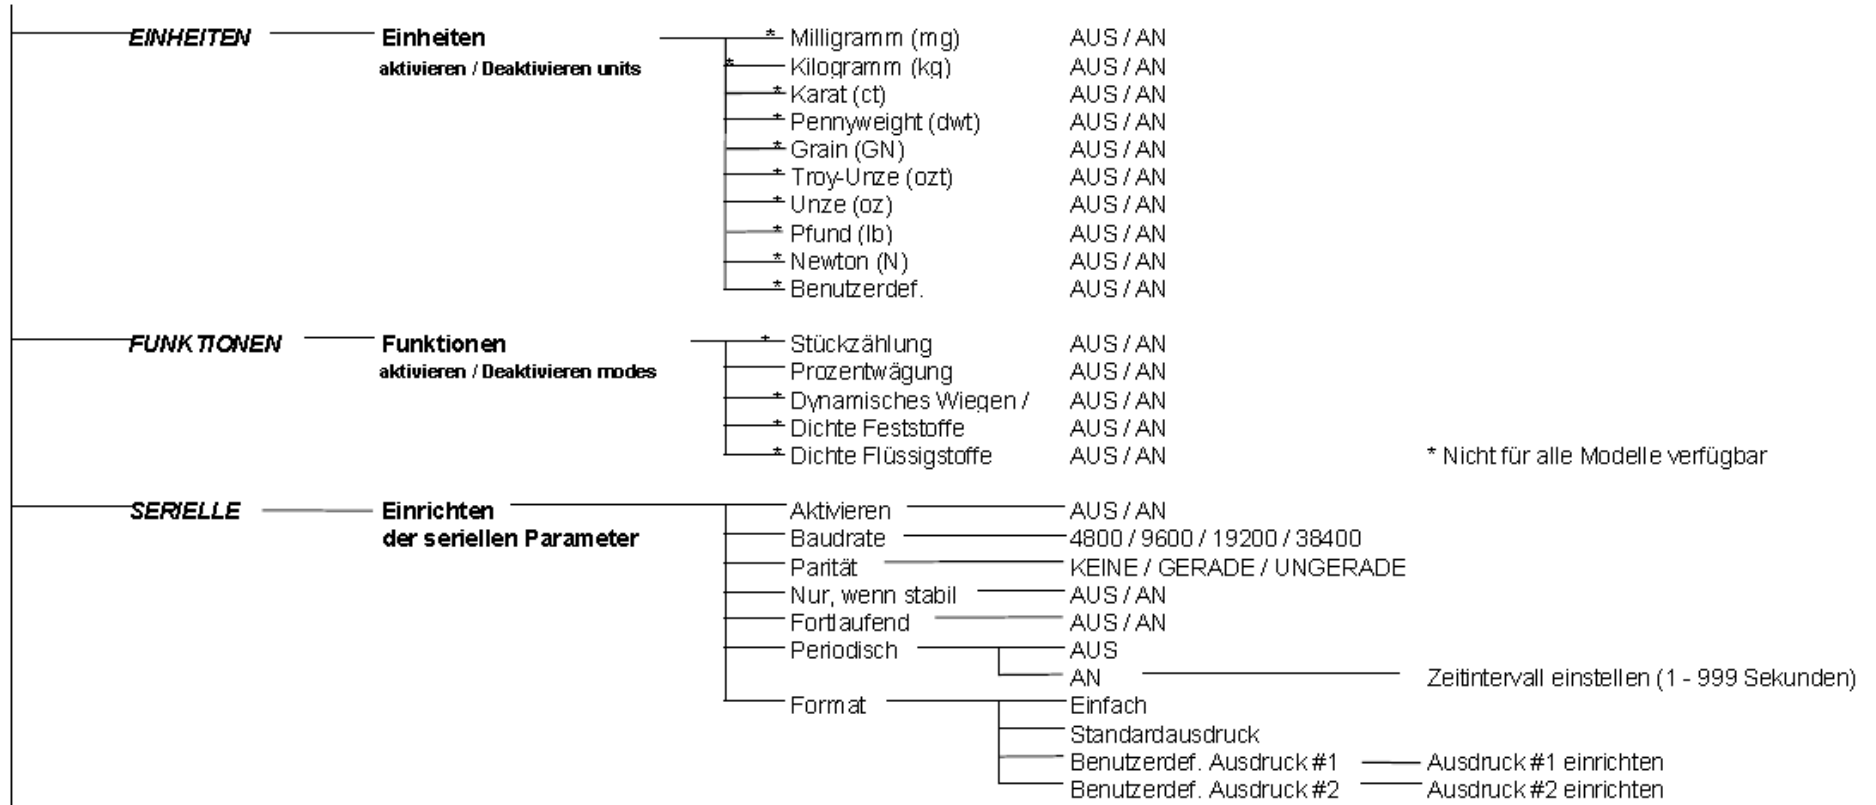 EINHEITEN Einheiten * Milligramm (mg) AUS / AN
aktivieren / Deaktivieren units * Kilogramm (kg) AUS / AN
* Karat (ct) AUS / AN
* Pennyweight (dwt) AUS / AN
* Grain (GN) AUS / AN
* Troy-Unze (ozt) AUS / AN
* Unze (oz) AUS / AN
* Pfund (lb) AUS / AN
* Newton (N) AUS / AN
* Benutzerdef. AUS / AN
FUNKTIONEN Funktionen * Stückzählung AUS / AN
aktivieren / Deaktivieren modes Prozentwägung AUS / AN
* Dynamisches Wiegen / AUS / AN
* Dichte Feststoffe AUS / AN
* Dichte Flüssigstoffe AUS / AN * Nicht für alle Modelle verfügbar
SERIELLE Einrichten Aktivieren AUS / AN
der seriellen Parameter Baudrate 4800 / 9600 / 19200 / 38400
Parität KEINE / GERADE / UNGERADE
Nur, wenn stabil AUS / AN
Fortlaufend AUS / AN
Periodisch AUS
AN Zeitintervall einstellen (1 - 999 Sekunden)
Format Einfach
Standardausdruck
Benutzerdef. Ausdruck #1 Ausdruck #1 einrichten
Benutzerdef. Ausdruck #2 Ausdruck #2 einrichten